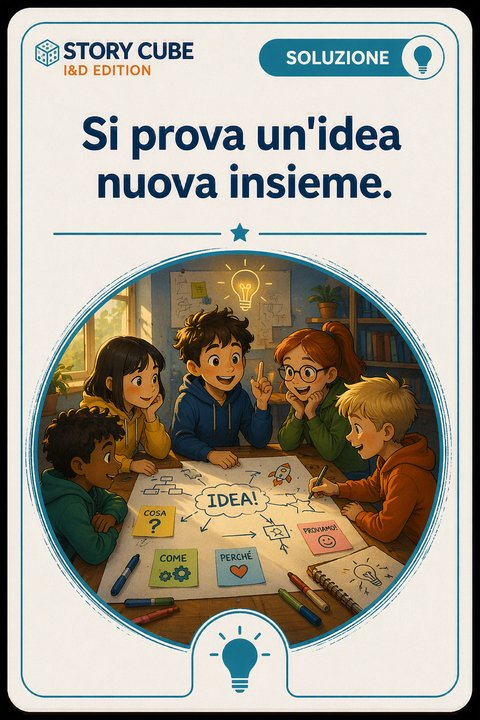 STORY CUBE
I&D EDITION
SOLUZIONE
Si prova un'idea
nuova insieme.
IDEA!
COSA
?
COME
PERCHÉ
PROVIAMO!